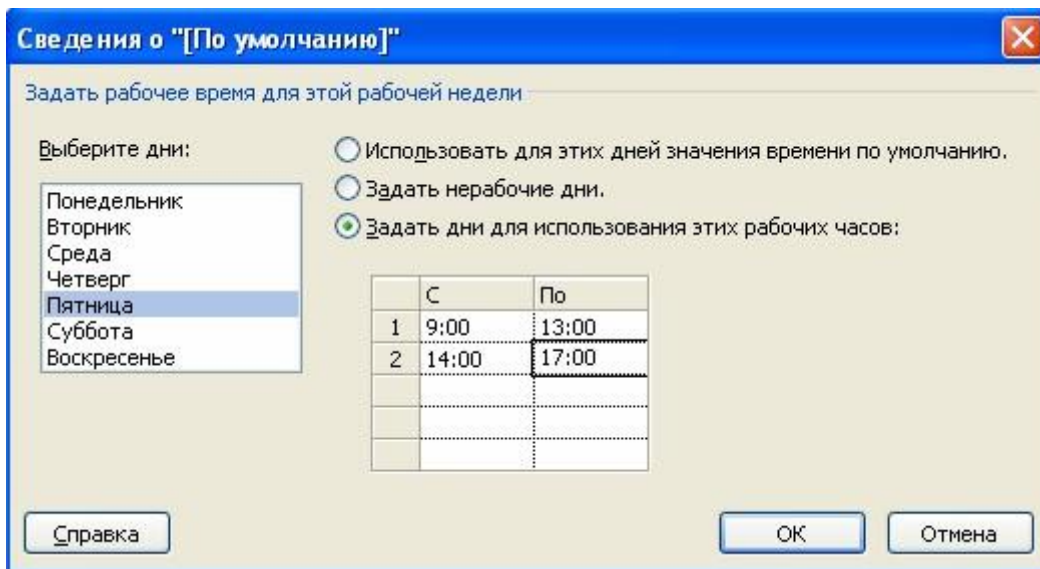 Сведения о "[По умолчанию]"
Задать рабочее время для этой рабочей недели
Выберите дни:
Понедельник
Вторник
Среда
Четверг
Пятница
Суббота
Воскресенье
Использовать для этих дней значения времени по умолчанию.
Задать нерабочие дни.
Задать дни для использования этих рабочих часов:
С По
1 9:00 13:00
2 14:00 17:00
Справка ОК Отмена